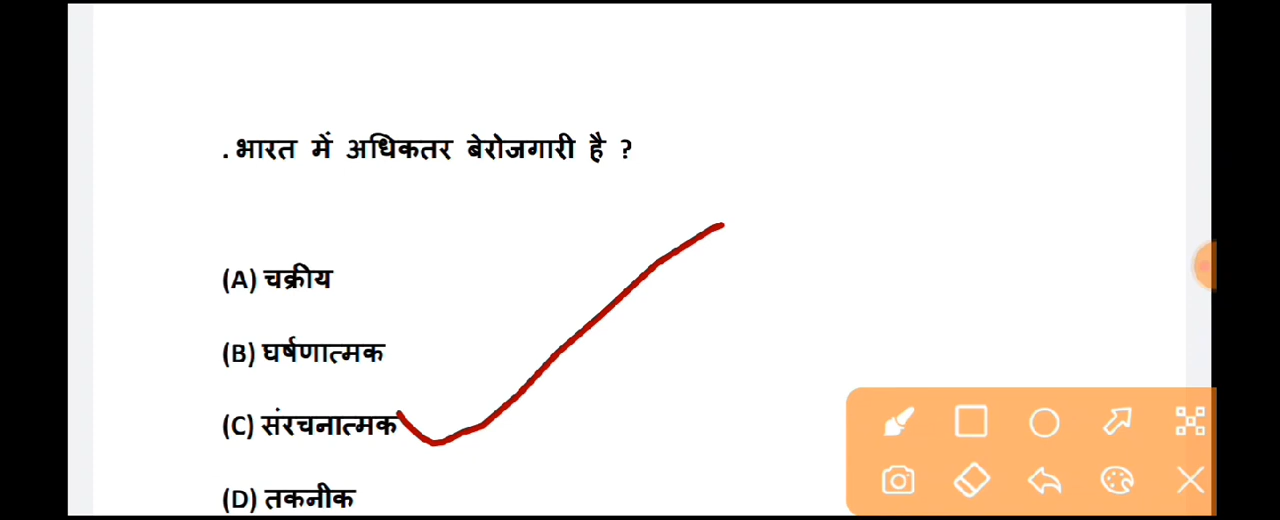 . भारत में अधिकतर बेरोजगारी है ?
(A) चक्रीय
(B) घर्षणात्मक
(C) संरचनात्मक
(D) तकनीक